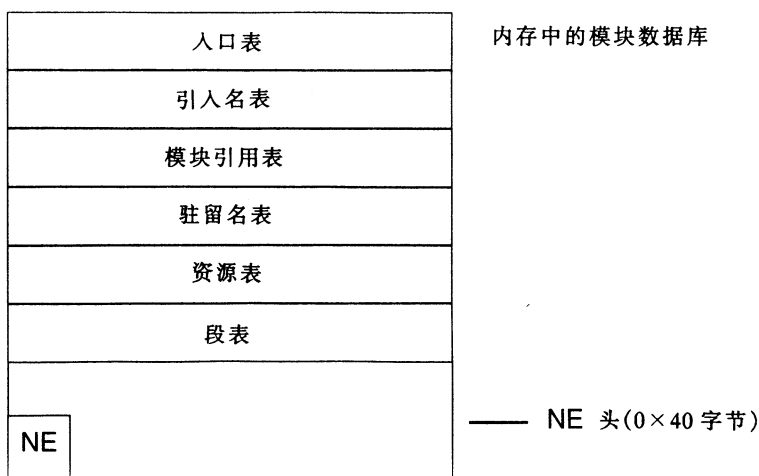 入口表
内存中的模块数据库
引入名表
模块引用表
驻留名表
资源表
段表
NE 头(0×40 字节)
NE